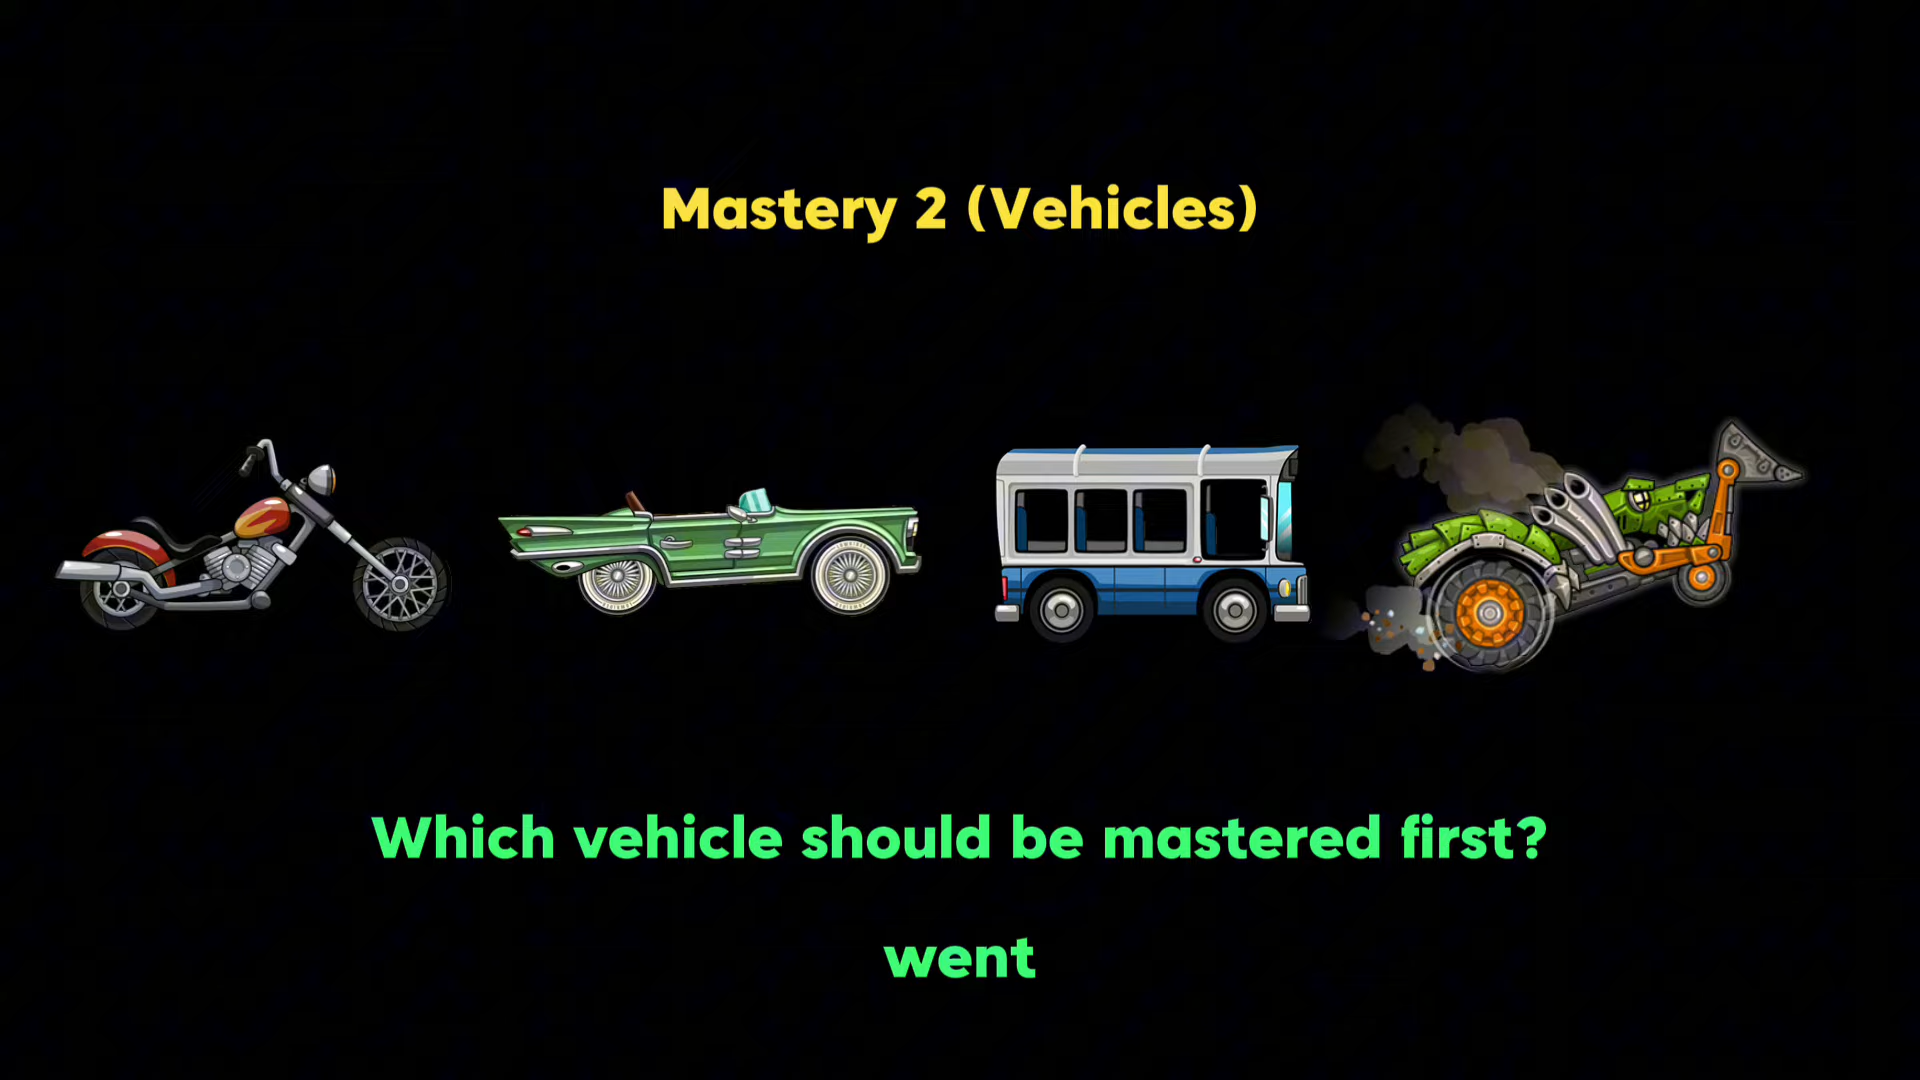 Mastery 2 (Vehicles)
Which vehicle should be mastered first?
went